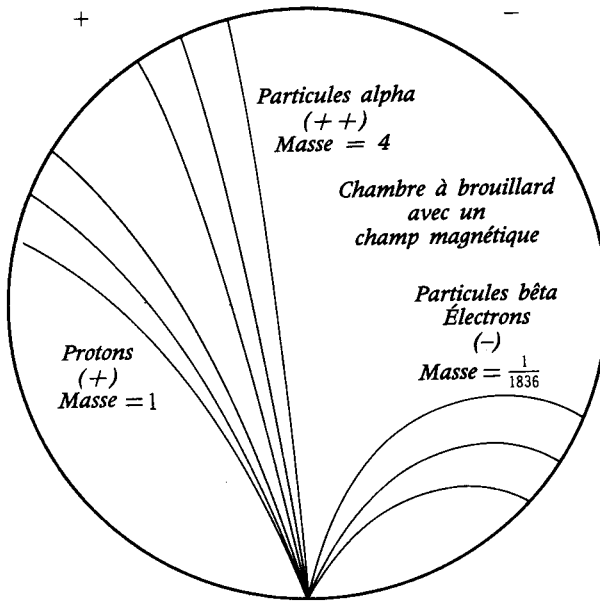 +
−
Particules alpha
(++)
Masse = 4
Chambre à brouillard
avec un
champ magnétique
Particules bêta
Électrons
(−)
Masse = 1/1836
Protons
(+)
Masse = 1